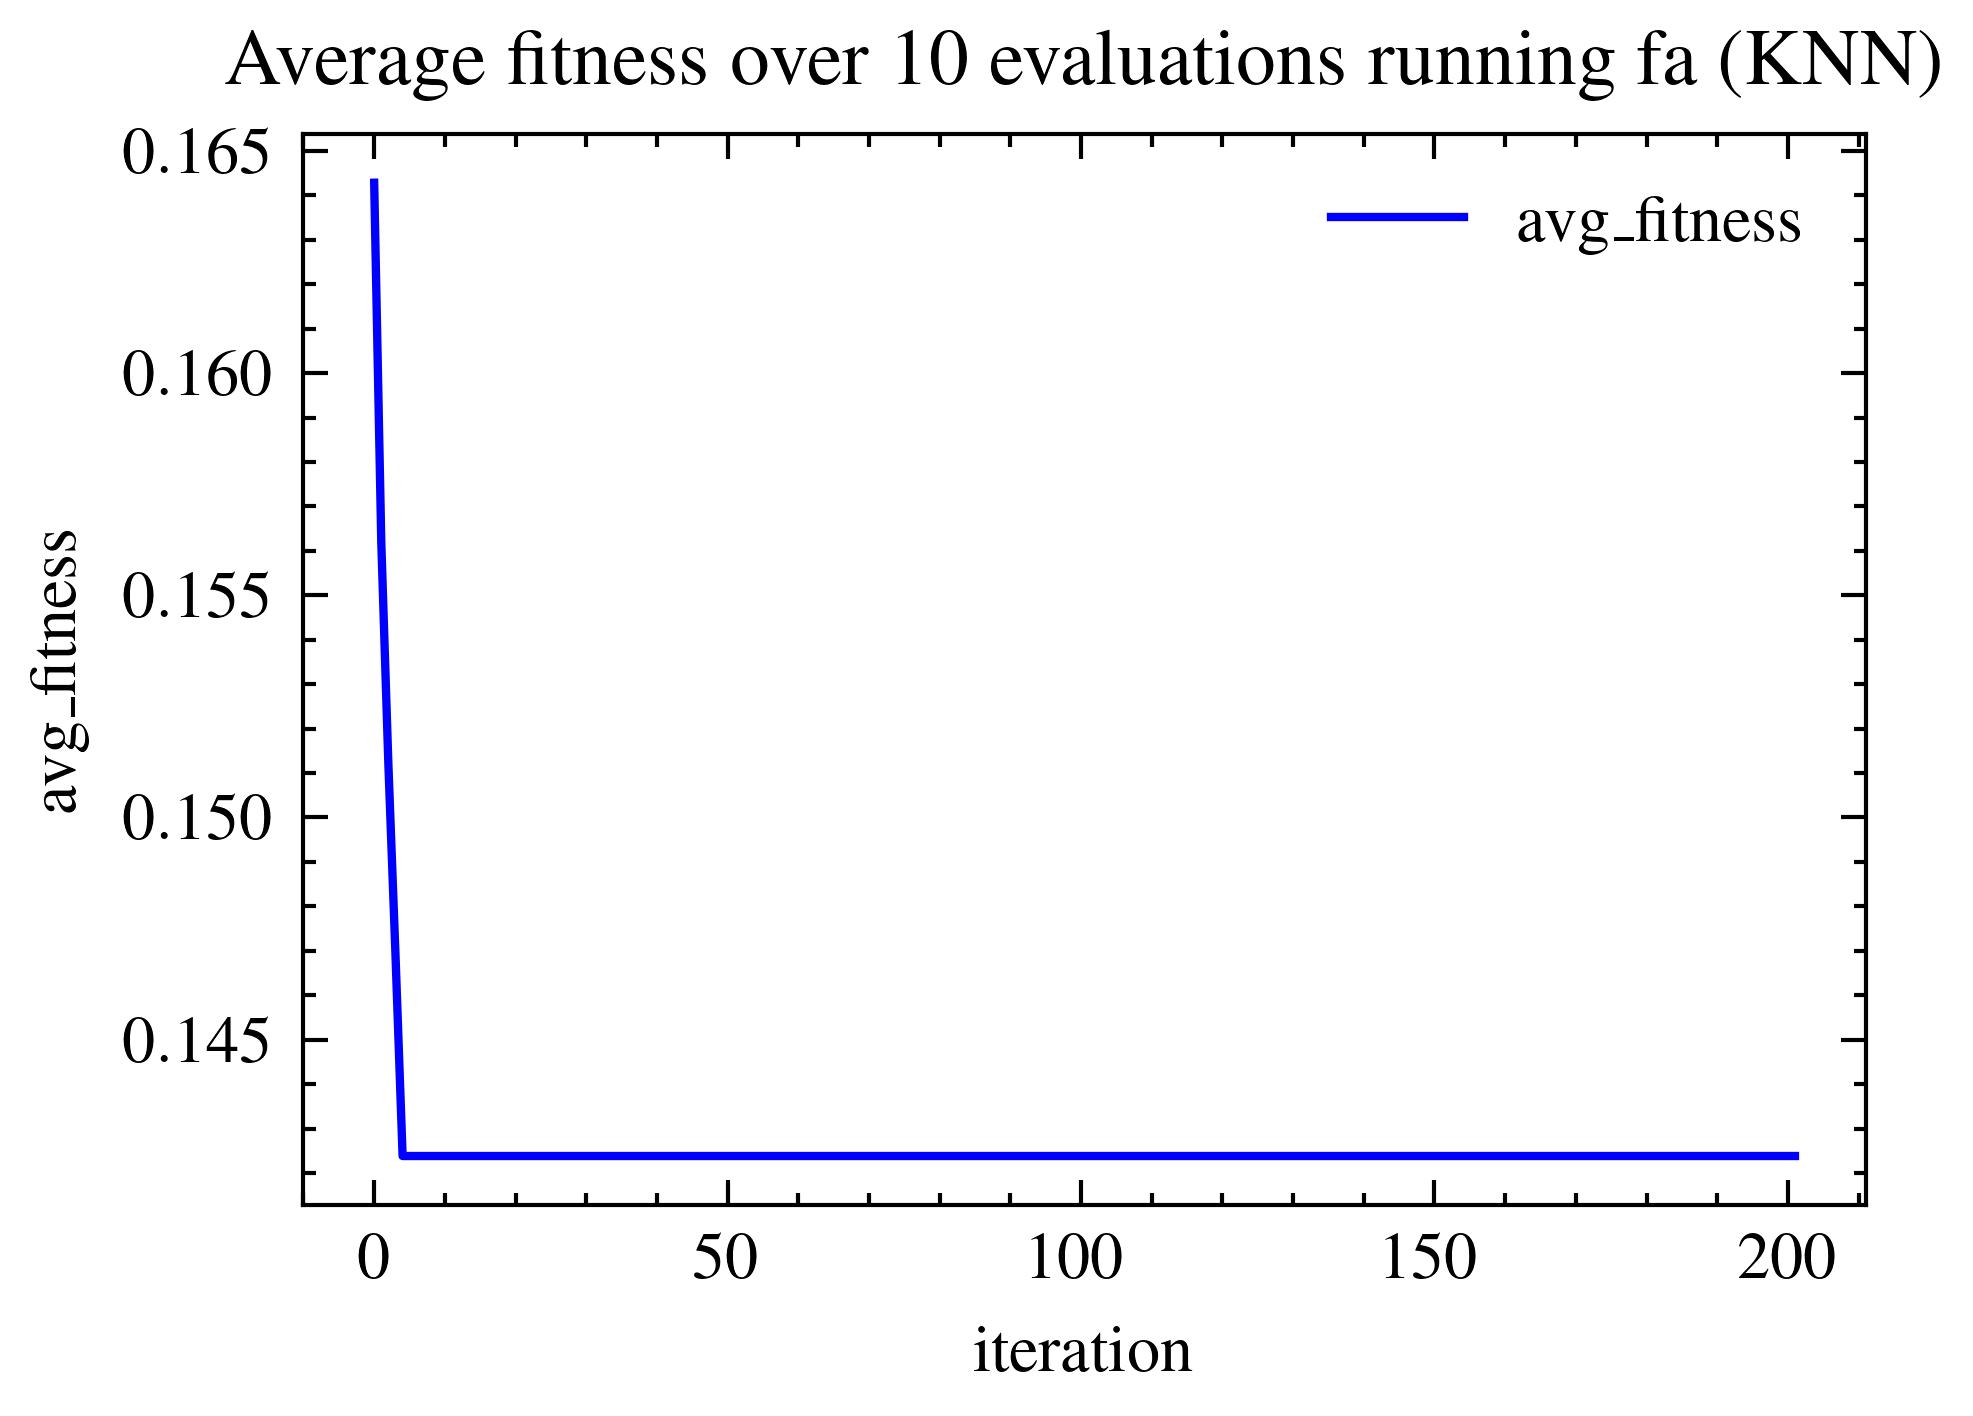 Average fitness over 10 evaluations running fa (KNN)
0.165
avg_fitness
0.160
0.155
avg_fitness
0.150
0.145
0 50 100 150 200
iteration